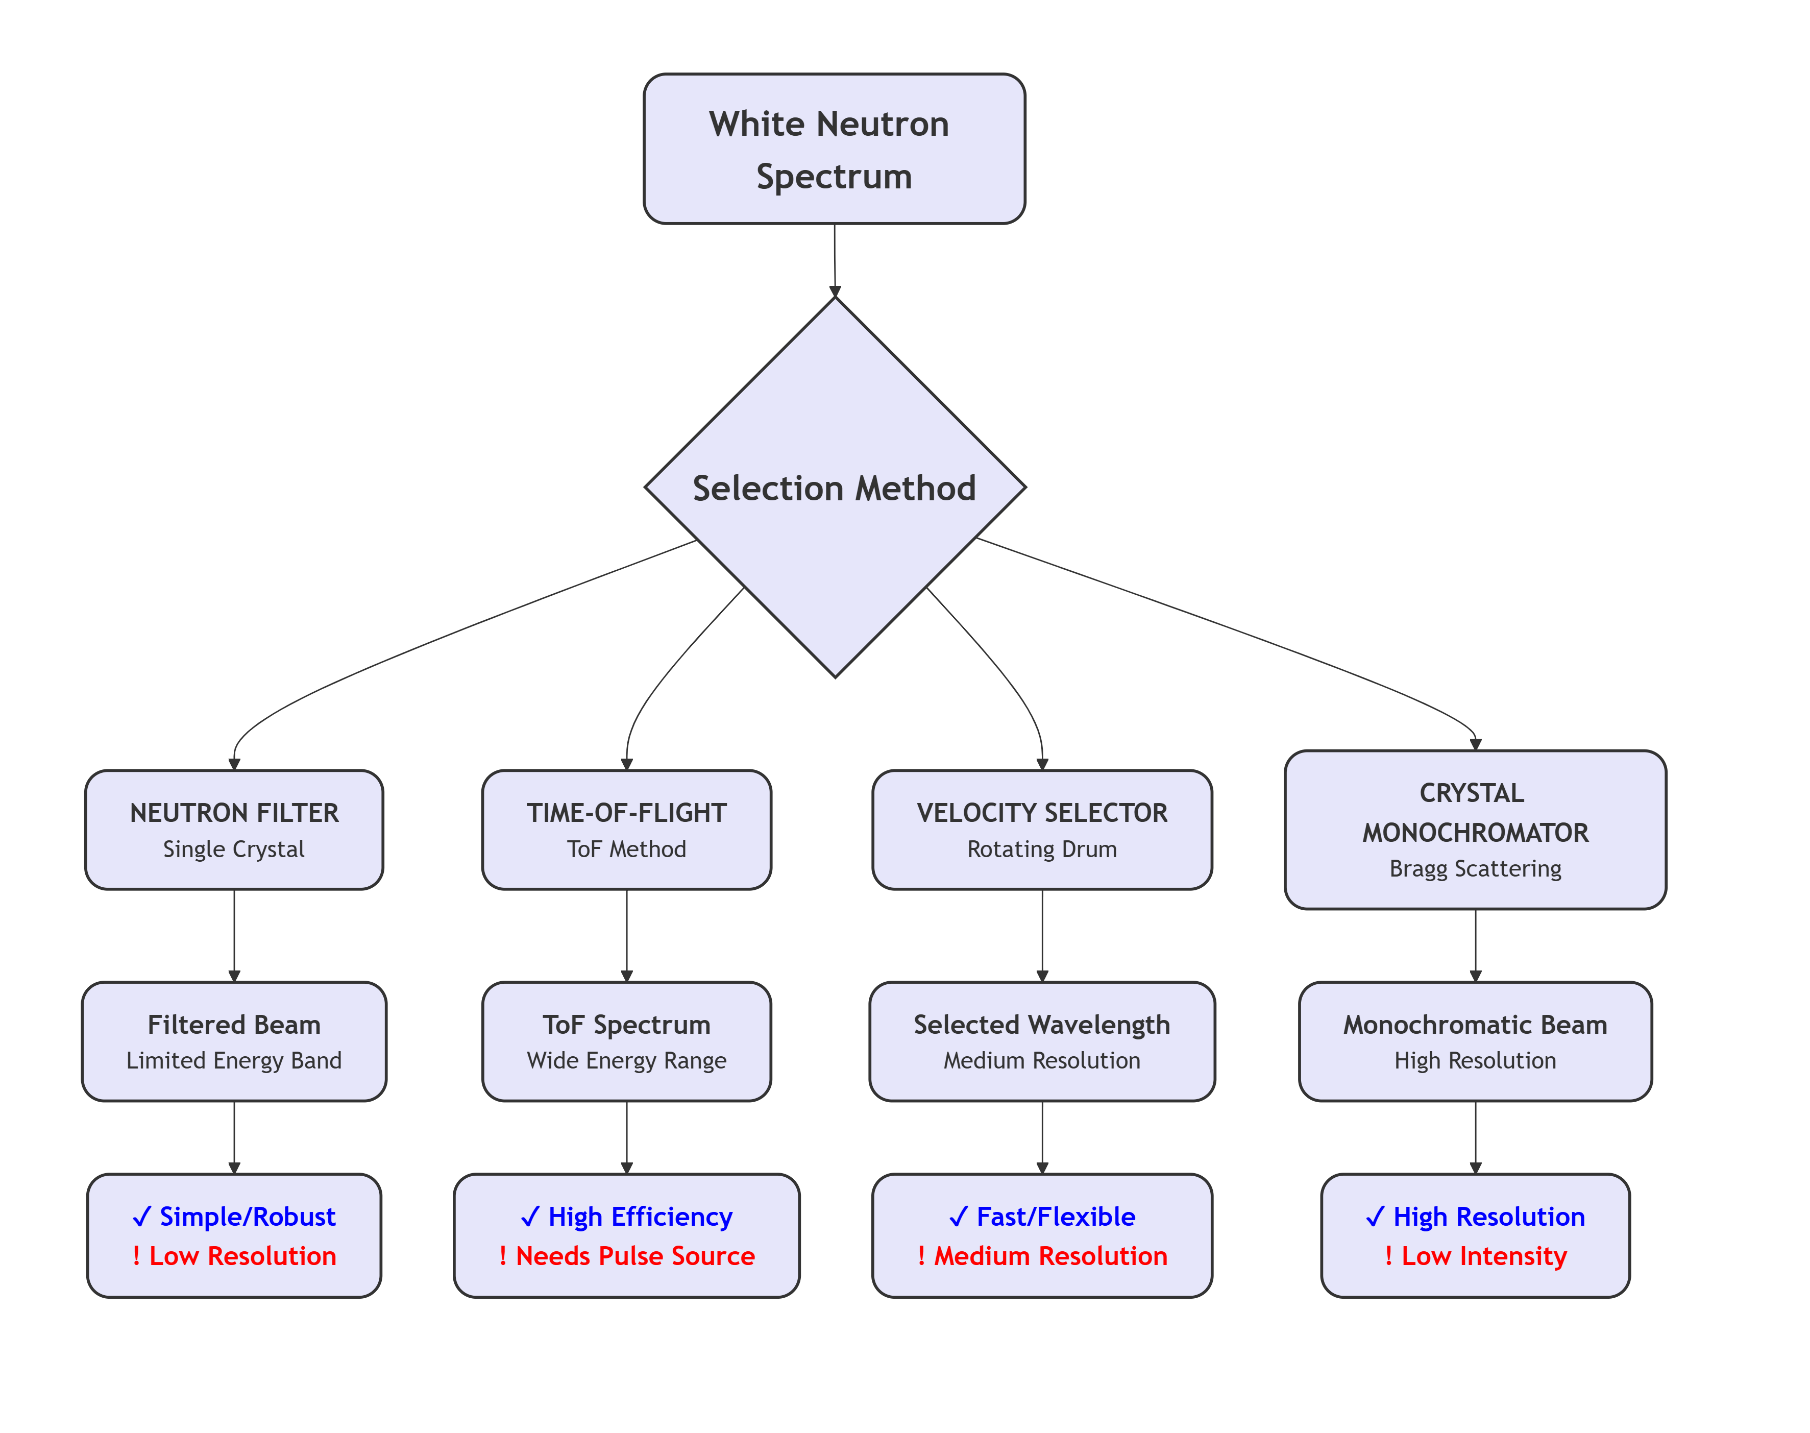 White Neutron
Spectrum
Selection Method
NEUTRON FILTER
Single Crystal
TIME-OF-FLIGHT
ToF Method
VELOCITY SELECTOR
Rotating Drum
CRYSTAL
MONOCHROMATOR
Bragg Scattering
Filtered Beam
Limited Energy Band
ToF Spectrum
Wide Energy Range
Selected Wavelength
Medium Resolution
Monochromatic Beam
High Resolution
✓ Simple/Robust
! Low Resolution
✓ High Efficiency
! Needs Pulse Source
✓ Fast/Flexible
! Medium Resolution
✓ High Resolution
! Low Intensity